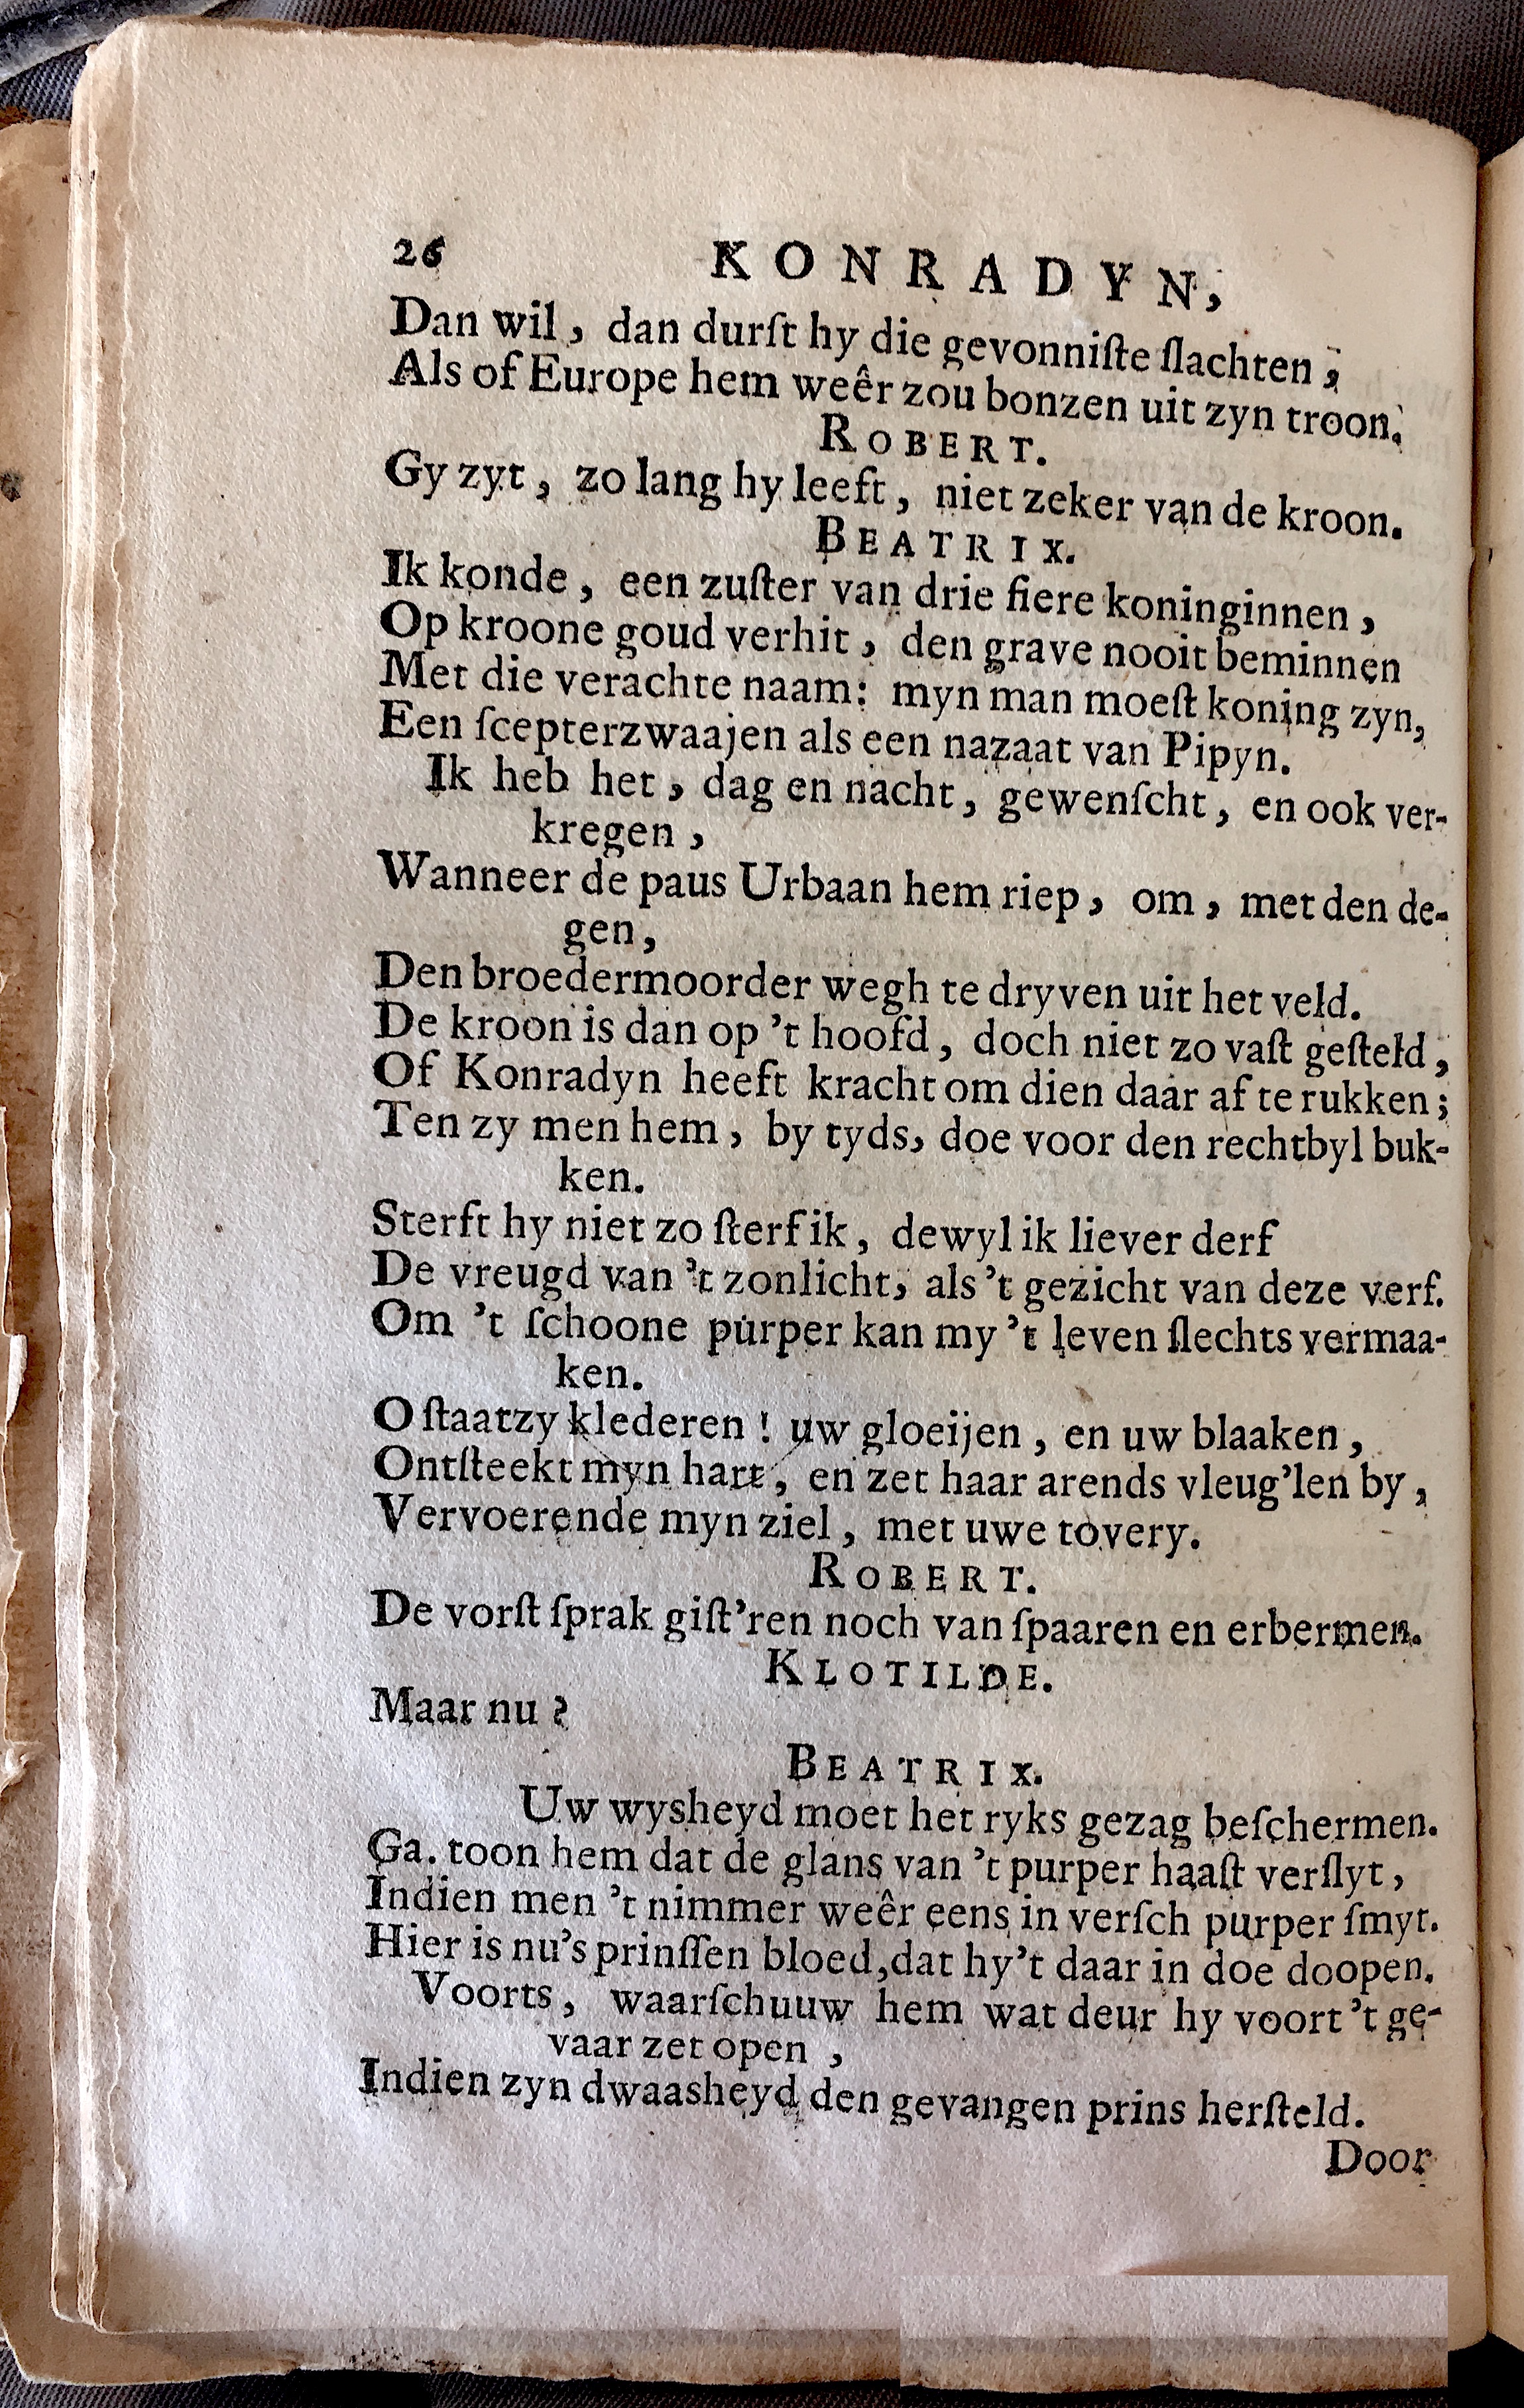 26 KONRADYN,
Dan wil, dan durſt hy die gevonniſte ſlachten,
Als of Europe hem weêr zou bonzen uit zyn troon.
ROBERT.
Gy zyt, zo lang hy leeft, niet zeker van de kroon.
BEATRIX.
Ik konde, een zuſter van drie fiere koninginnen,
Op kroone goud verhit, den grave nooit beminnen
Met die verachte naam: myn man moeſt koning zyn,
Een ſcepterzwaajen als een nazaat van Pipyn.
Ik heb het, dag en nacht, gewenſcht, en ook ver-
kregen,
Wanneer de paus Urbaan hem riep, om, met den de-
gen,
Den broedermoorder wegh te dryven uit het veld.
De kroon is dan op 't hoofd, doch niet zo vaſt geſteld,
Of Konradyn heeft kracht om dien daar af te rukken;
Ten zy men hem, by tyds, doe voor den rechtbyl buk-
ken.
Sterft hy niet zo ſterf ik, dewyl ik liever derf
De vreugd van 't zonlicht, als 't gezicht van deze verf.
Om 't ſchoone purper kan my 't leven ſlechts vermaa-
ken.
O ſtaatzy klederen! uw gloeijen, en uw blaaken,
Ontſteekt myn hart, en zet haar arends vleug'len by,
Vervoerende myn ziel, met uwe tovery.
ROBERT.
De vorſt ſprak giſt'ren noch van ſpaaren en erbermen.
KLOTILDE.
Maar nu?
BEATRIX.
Uw wysheyd moet het ryks gezag beſchermen.
Ga. toon hem dat de glans van 't purper haaſt verſlyt,
Indien men 't nimmer weêr eens in verſch purper ſmyt.
Hier is nu's prinſſen bloed, dat hy't daar in doe doopen.
Voorts, waarſchuuw hem wat deur hy voort 't ge-
vaar zet open,
Indien zyn dwaasheyd den gevangen prins herſteld.
Door